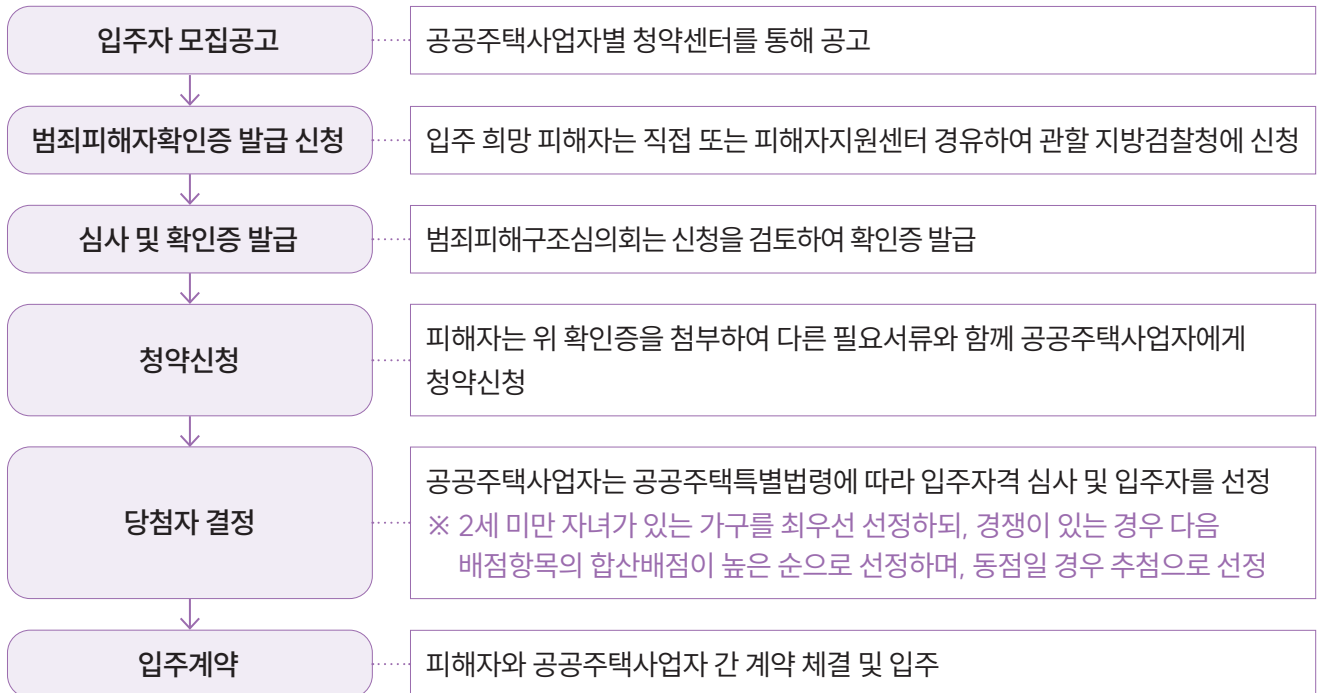 입주자 모집공고
공공주택사업자별 청약센터를 통해 공고
범죄피해자확인증 발급 신청
입주 희망 피해자는 직접 또는 피해자지원센터 경유하여 관할 지방검찰청에 신청
심사 및 확인증 발급
범죄피해구조심의회는 신청을 검토하여 확인증 발급
청약신청
피해자는 위 확인증을 첨부하여 다른 필요서류와 함께 공공주택사업자에게
청약신청
당첨자 결정
공공주택사업자는 공공주택특별법령에 따라 입주자격 심사 및 입주자를 선정
※ 2세 미만 자녀가 있는 가구를 최우선 선정하되, 경쟁이 있는 경우 다음
배점항목의 합산배점이 높은 순으로 선정하며, 동점일 경우 추첨으로 선정
입주계약
피해자와 공공주택사업자 간 계약 체결 및 입주